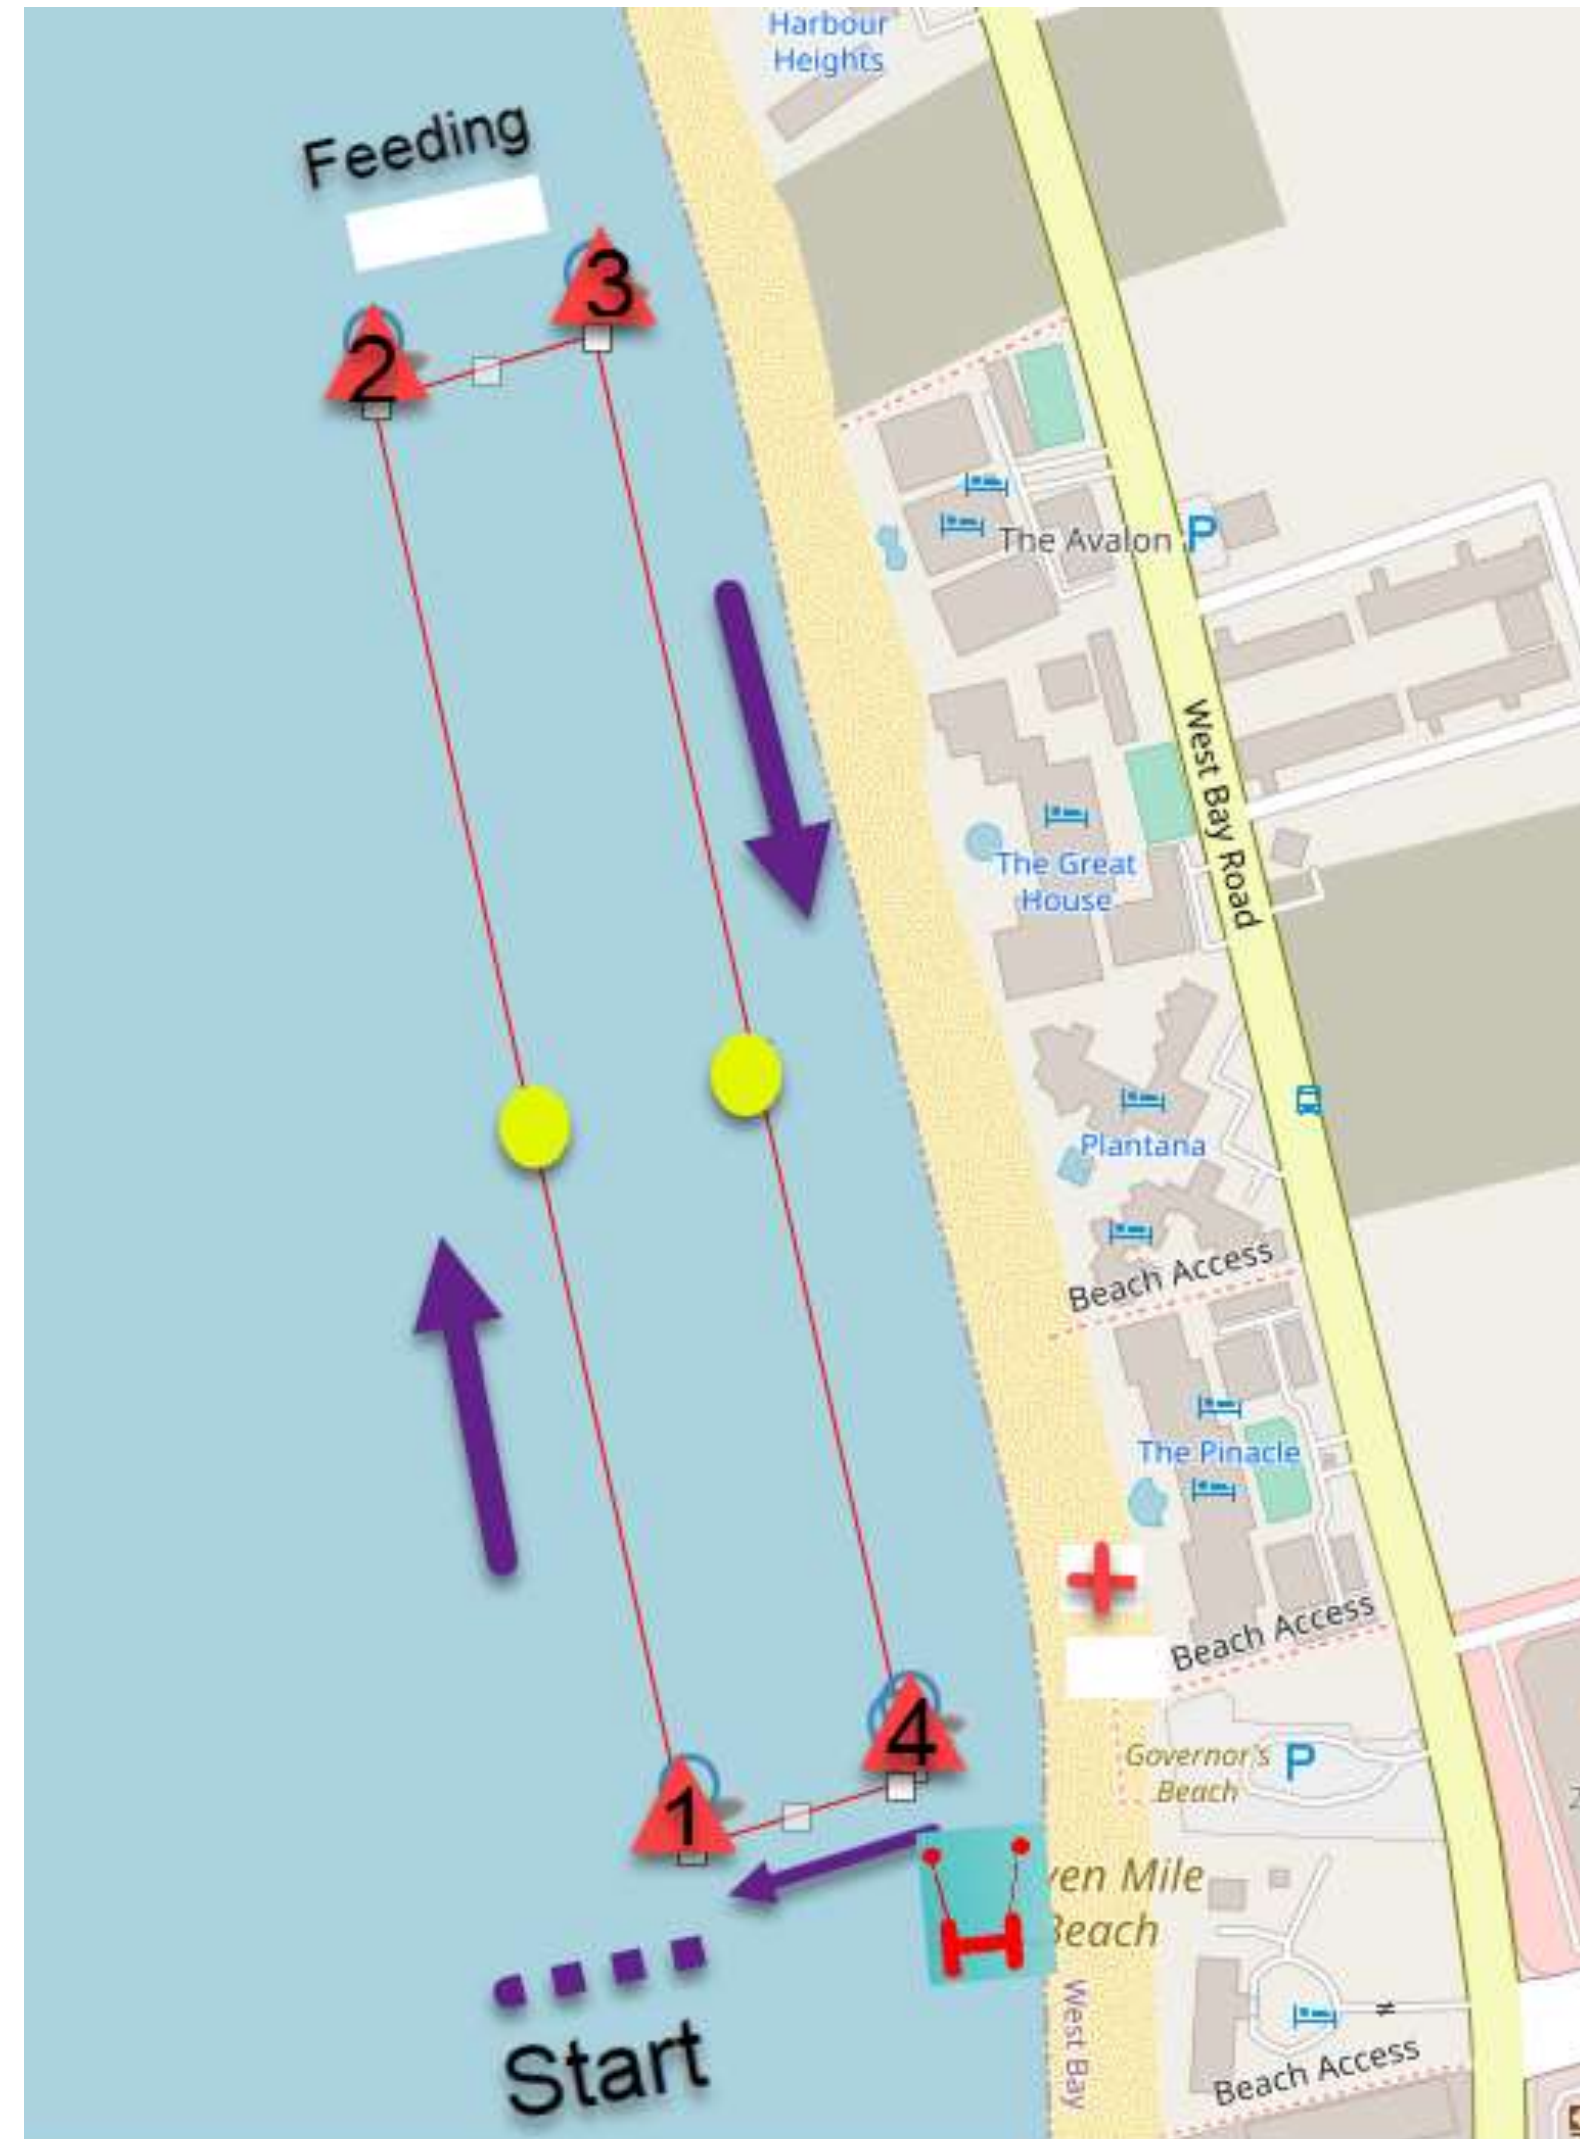 Harbour
Heights
Feeding
3
2
The Avalon P
West Bay Road
The Great
House
Plantana
Beach Access
The Pinacle
Beach Access
4
Governor's P
Beach
1
ven Mile
Beach
West Bay
Start
Beach Access